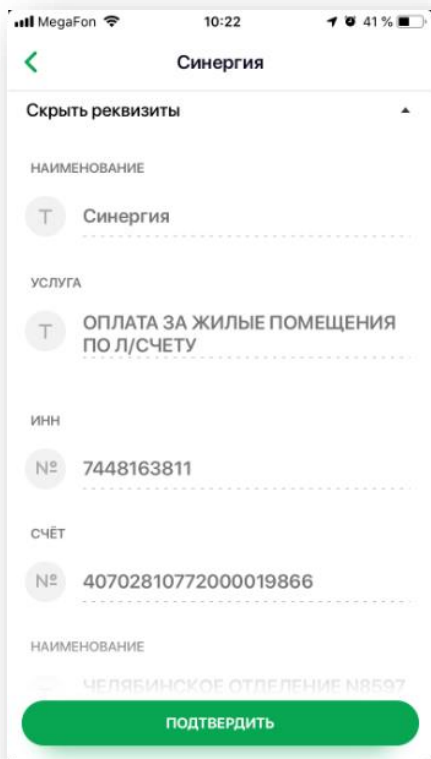 MegaFon 10:22 41 %
Синергия
Скрыть реквизиты
НАИМЕНОВАНИЕ
T Синергия
УСЛУГА
T ОПЛАТА ЗА ЖИЛЫЕ ПОМЕЩЕНИЯ
ПО Л/СЧЕТУ
ИНН
№ 7448163811
СЧЁТ
№ 40702810772000019866
НАИМЕНОВАНИЕ
T ЧЕЛЯБИНСКОЕ ОТДЕЛЕНИЕ N8597
ПОДТВЕРДИТЬ